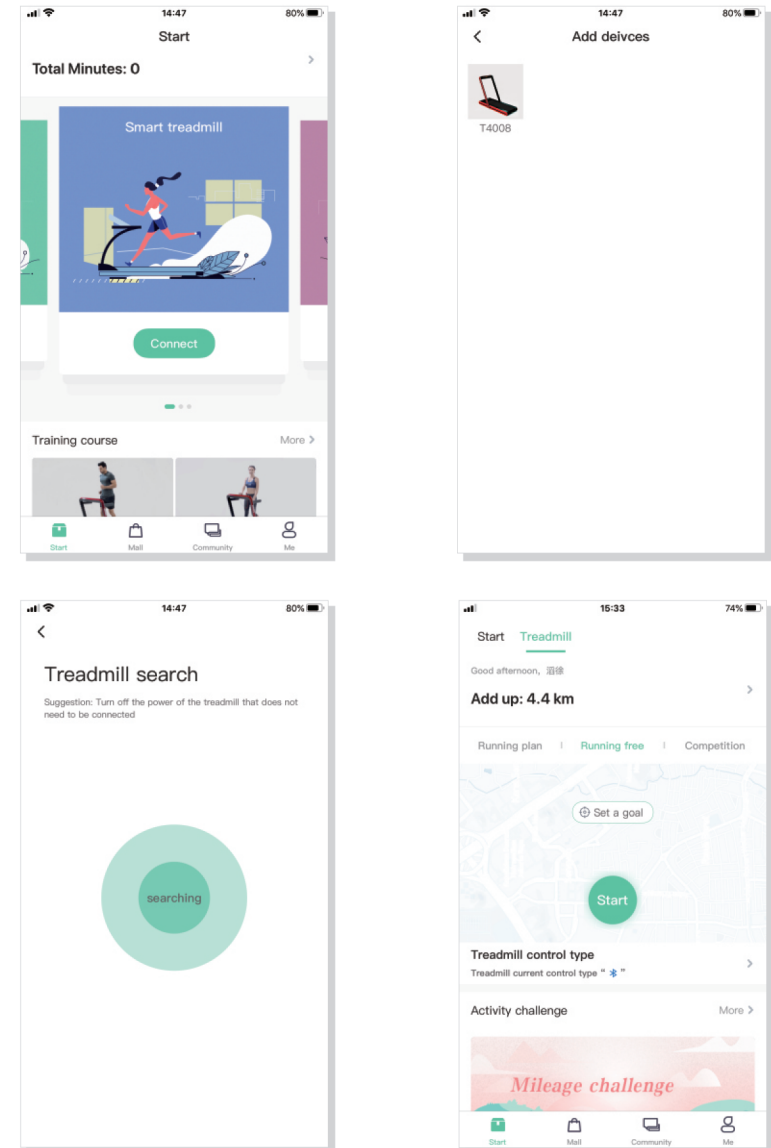 14:47
80%
Start
Total Minutes: 0
Smart treadmill
Connect
Training course
More
Start
Mall
Community
Me
14:47
80%
Add deivces
T4008
14:47
80%
Treadmill search
Suggestion: Turn off the power of the treadmill that does not
need to be connected
searching
15:33
74%
Start Treadmill
Good afternoon,
Add up: 4.4 km
Running plan Running free Competition
Set a goal
Start
Treadmill control type
Treadmill current control type " "
Activity challenge
More
Mileage challenge
Start
Mall
Community
Me